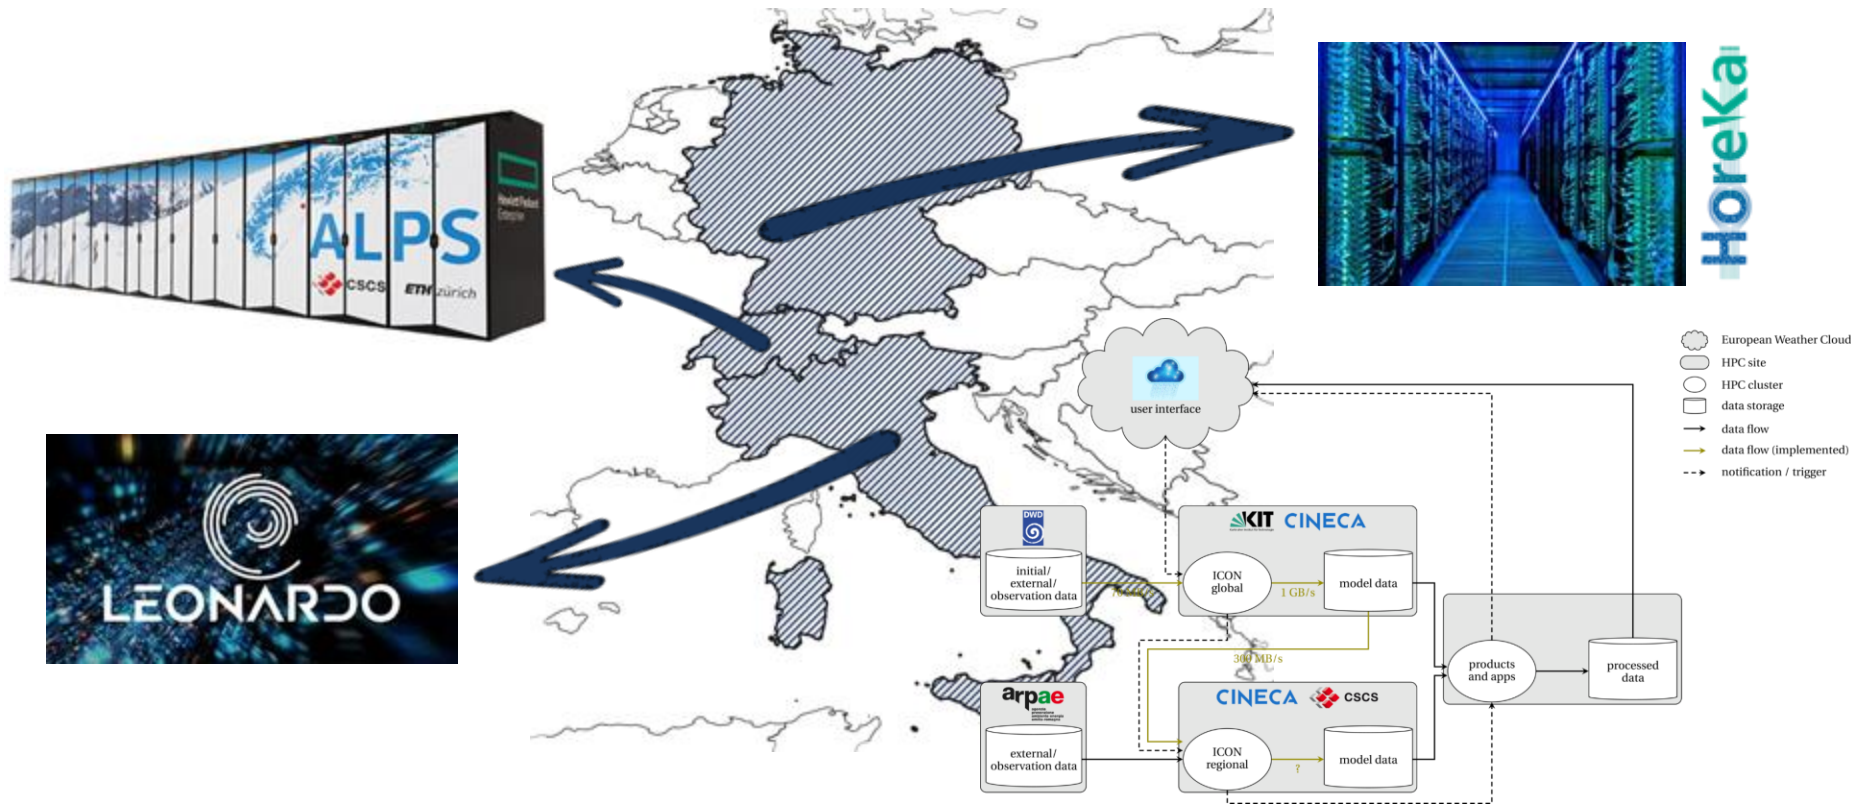 Hewlett Packard
Enterprise
ALPS
CSCS
ETH zürich
HoreKa
LEONARDO
European Weather Cloud
HPC site
HPC cluster
data storage
data flow
data flow (implemented)
notification / trigger
user interface
DWD
initial/
external/
observation data
KIT
CINECA
ICON
global
1 GB/s
model data
300 MB/s
products
and apps
processed
data
arpae
external/
observation data
CINECA
CSCS
ICON
regional
?
model data